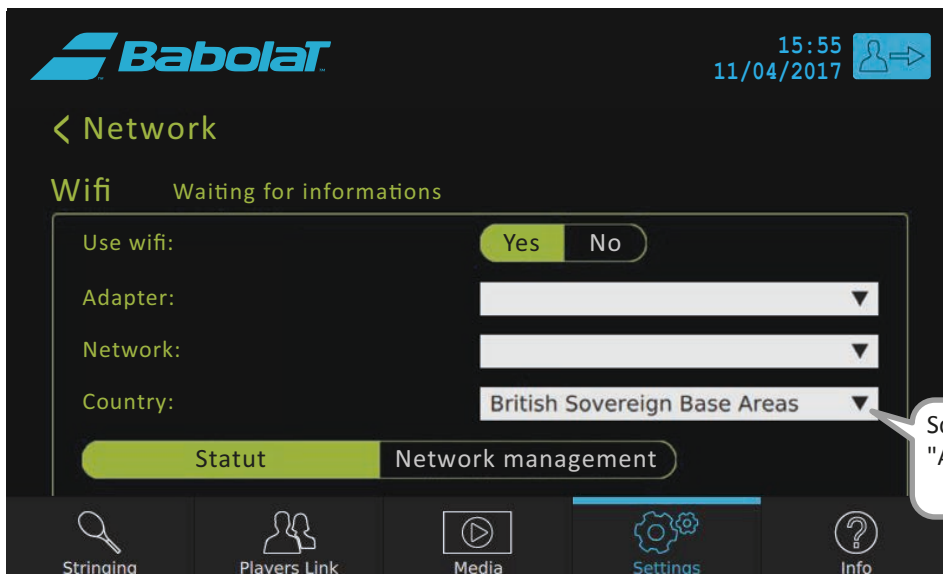 BabolaT
15:55
11/04/2017
< Network
Wifi Waiting for informations
Use wifi: Yes No
Adapter:
Network:
Country: British Sovereign Base Areas
Statut Network management
Stringing Players Link Media Settings Info